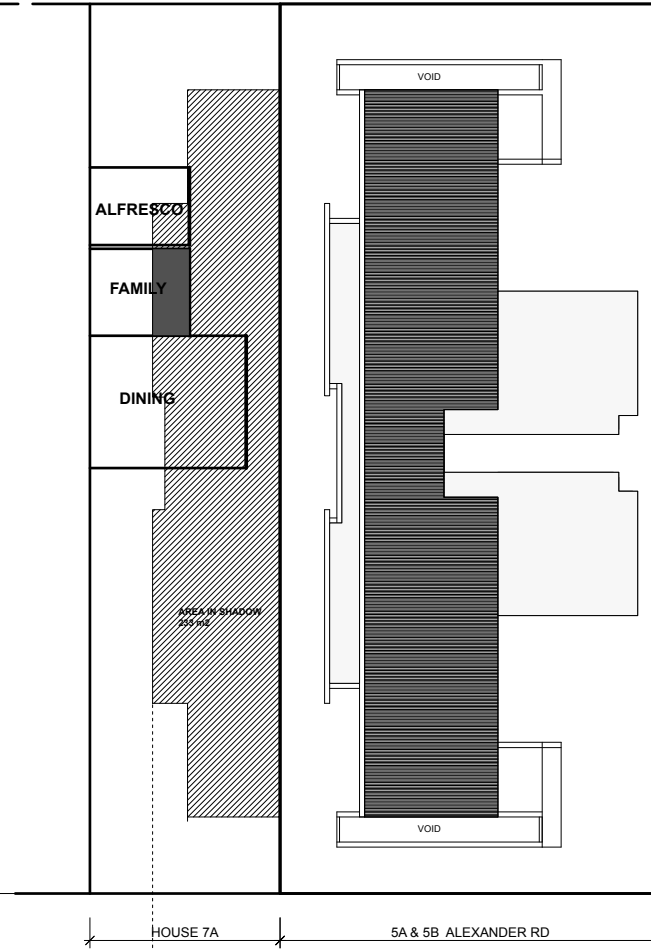 VOID
ALFRESCO
FAMILY
DINING
AREA IN SHADOW
233 m2
VOID
HOUSE 7A
5A & 5B ALEXANDER RD